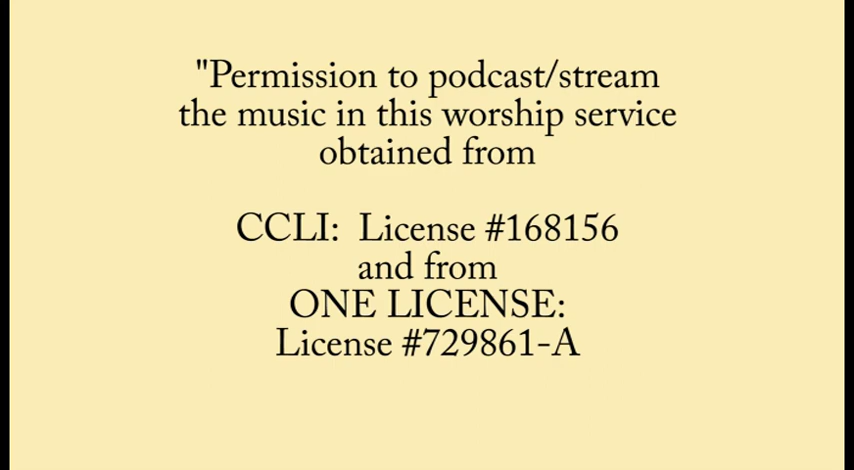 "Permission to podcast/stream
the music in this worship service
obtained from
CCLI:  License #168156
and from
ONE LICENSE:
License #729861-A